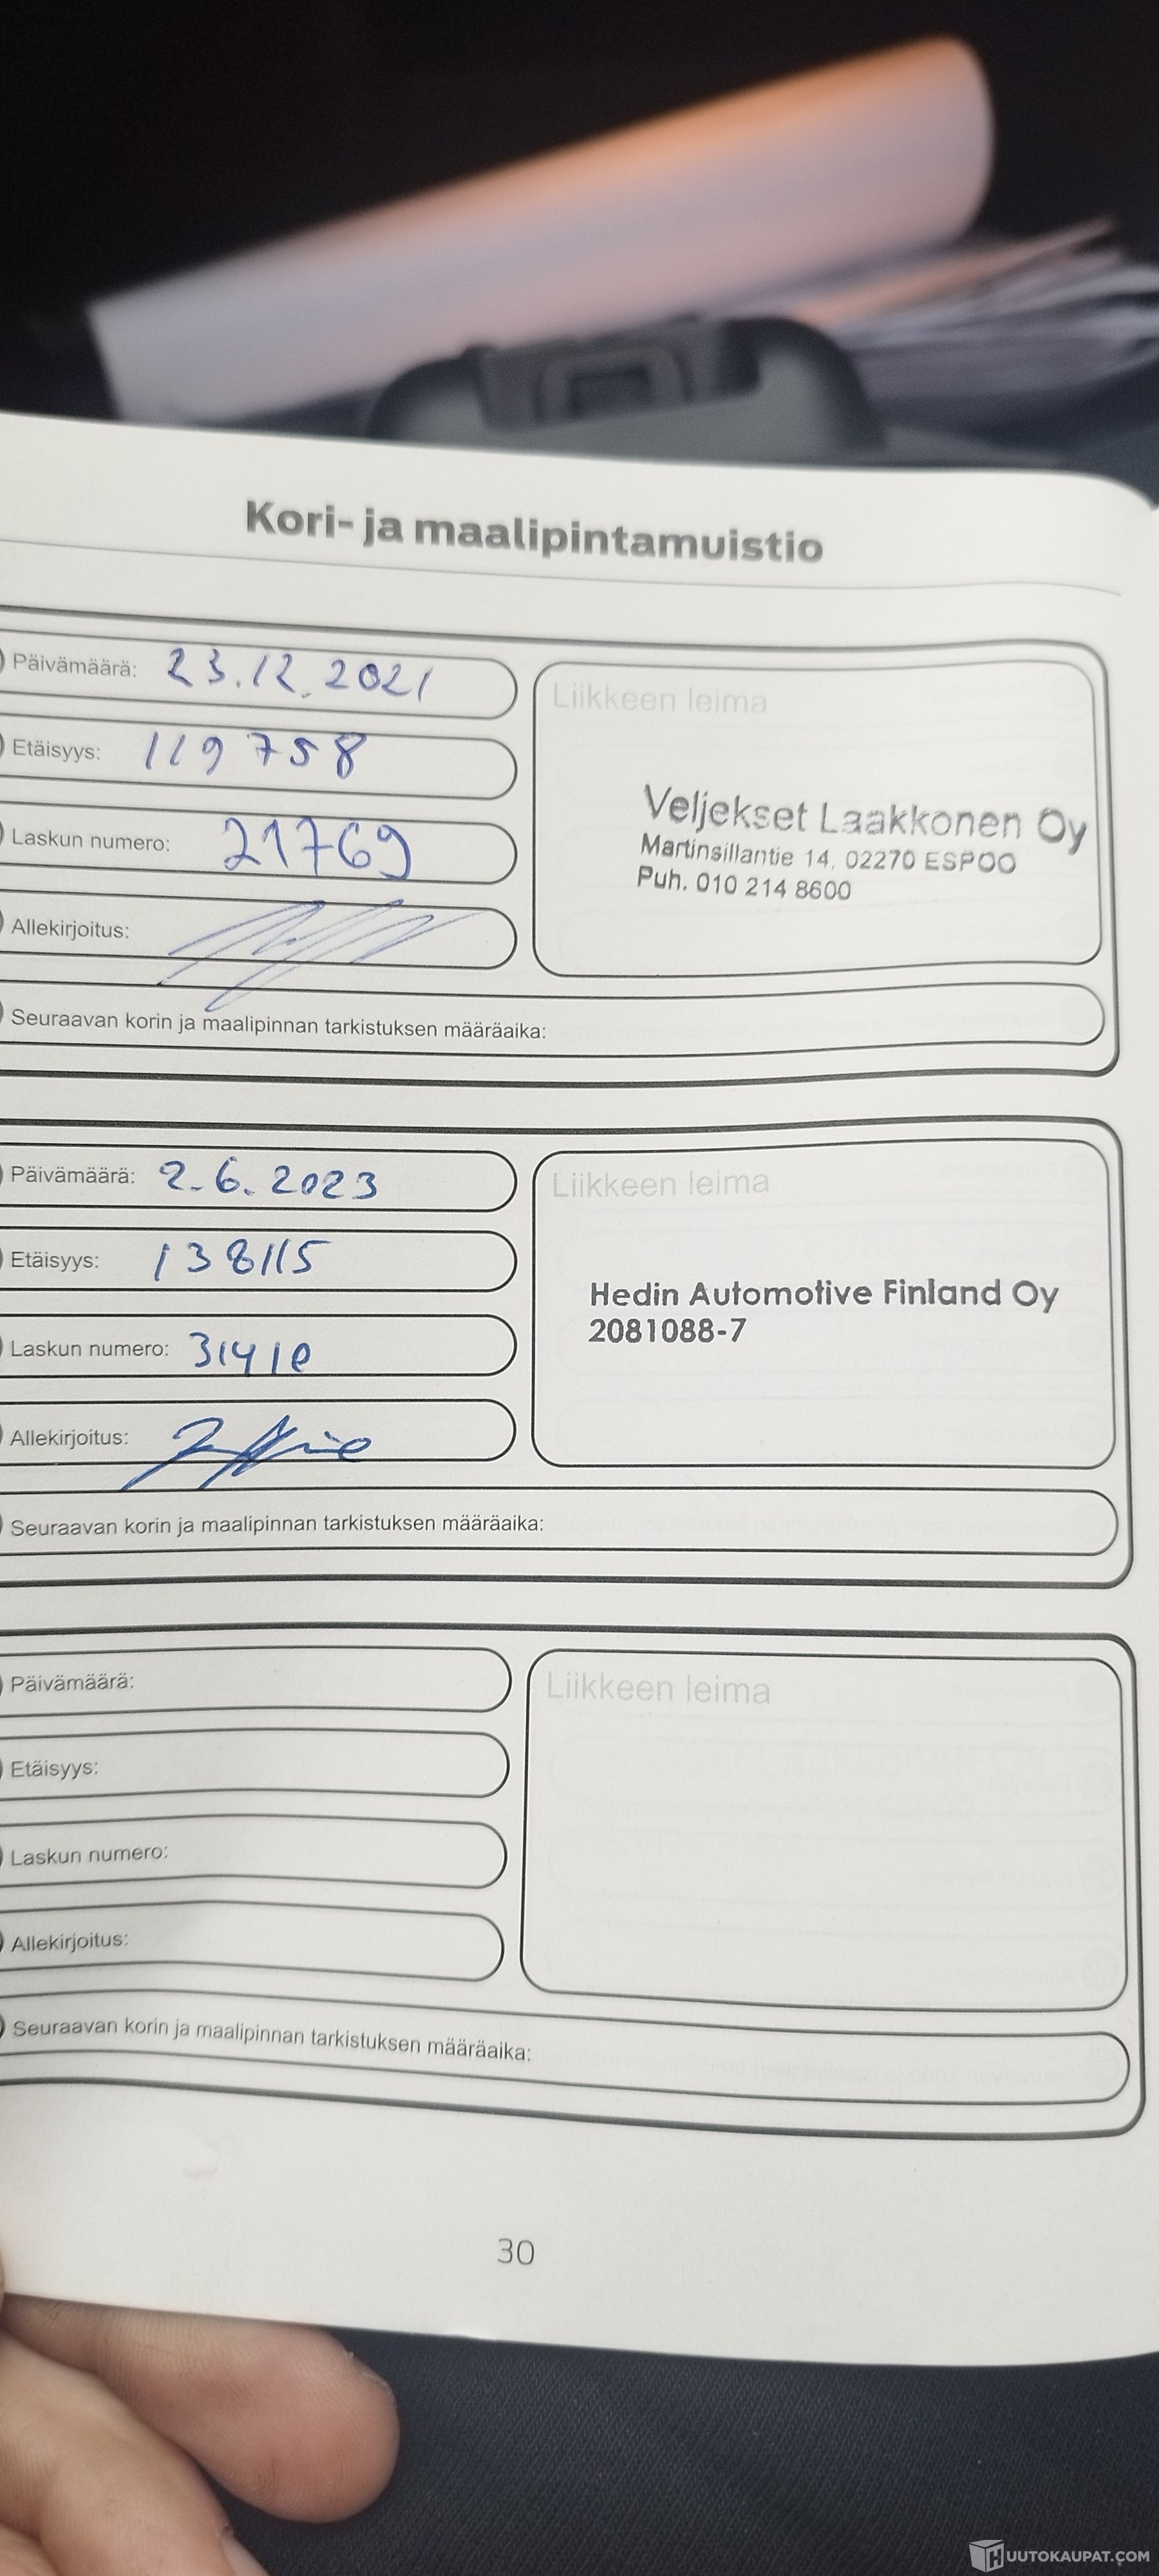 Kori- ja maalipintamuistio
Päivämäärä: 23.12.2021
Etäisyys: 119758
Laskun numero: 21769
Allekirjoitus:
Liikkeen leima
Veljekset Laakkonen Oy
Martinsillantie 14, 02270 ESPOO
Puh. 010 214 8600
Seuraavan korin ja maalipinnan tarkistuksen määräaika:
Päivämäärä: 2.6.2023
Etäisyys: 138115
Laskun numero:
Allekirjoitus:
Liikkeen leima
Hedin Automotive Finland Oy
2081088-7
Seuraavan korin ja maalipinnan tarkistuksen määräaika:
Päivämäärä:
Etäisyys:
Laskun numero:
Allekirjoitus:
Liikkeen leima
Seuraavan korin ja maalipinnan tarkistuksen määräaika:
30
HUUTOKAUPAT.COM